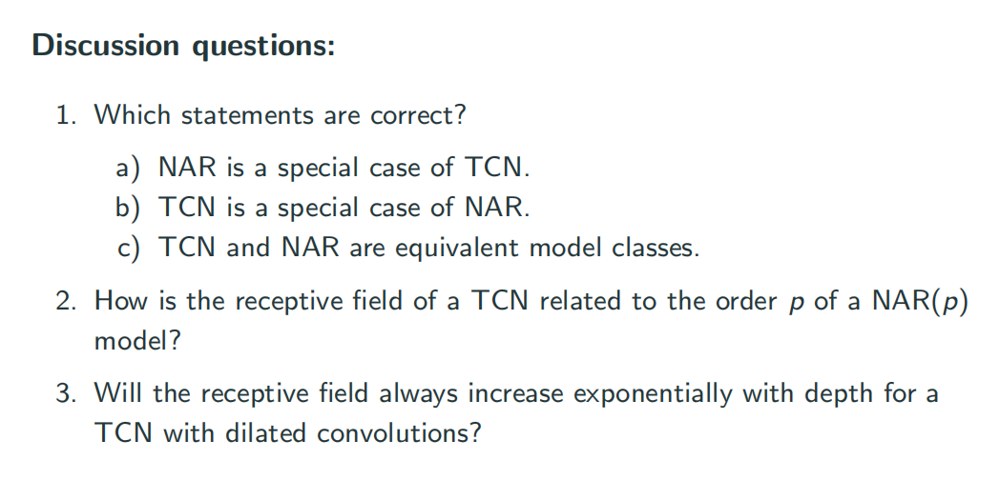 Discussion questions:
1. Which statements are correct?
a) NAR is a special case of TCN.
b) TCN is a special case of NAR.
c) TCN and NAR are equivalent model classes.
2. How is the receptive field of a TCN related to the order p of a NAR(p)
model?
3. Will the receptive field always increase exponentially with depth for a
TCN with dilated convolutions?